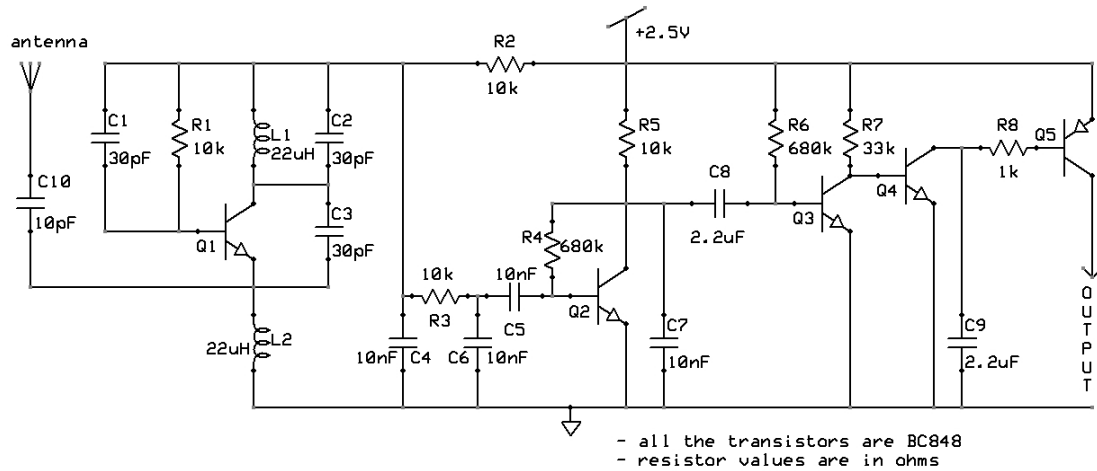 antenna
+2.5V
R2
10k
C1
30pF
R1
10k
L1
22uH
C2
30pF
R5
10k
R6
680k
R7
33k
R8
1k
Q5
C10
10pF
C8
2.2uF
Q4
Q3
Q1
C3
30pF
R4
680k
10k
R3
10nF
C5
Q2
C7
10nF
L2
22uH
10nF
C4
C6
10nF
C9
2.2uF
OUTPUT
- all the transistors are BC848
- resistor values are in ohms